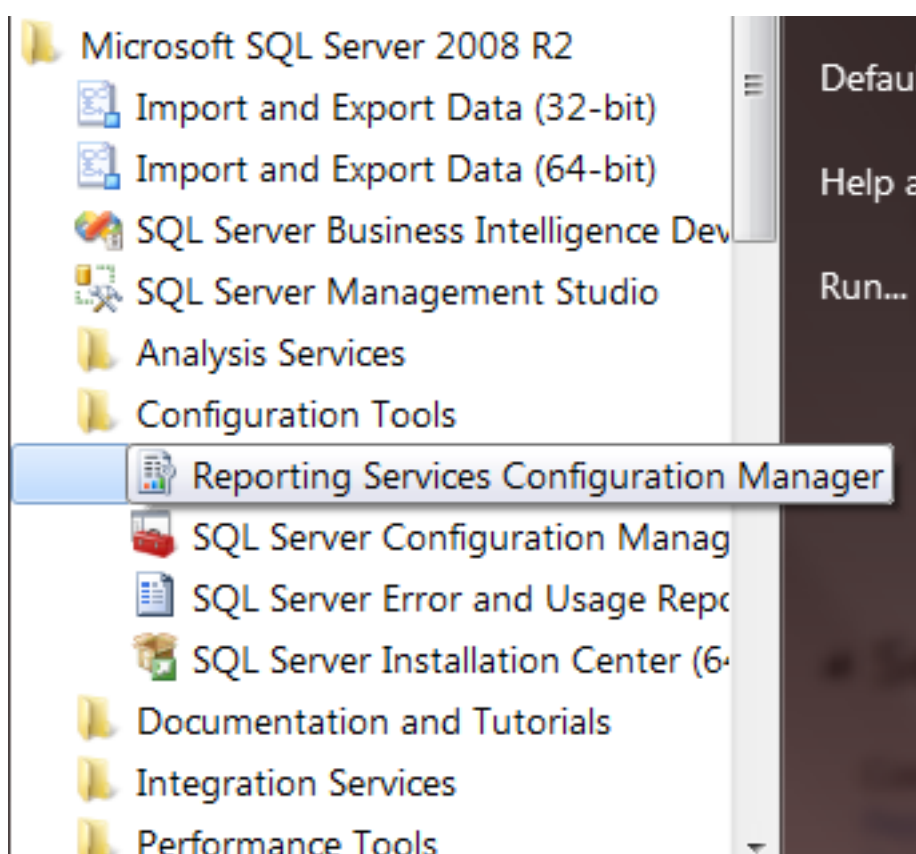 Microsoft SQL Server 2008 R2
Import and Export Data (32-bit)
Import and Export Data (64-bit)
SQL Server Business Intelligence Dev
SQL Server Management Studio
Analysis Services
Configuration Tools
Reporting Services Configuration Manager
SQL Server Configuration Manag
SQL Server Error and Usage Repo
SQL Server Installation Center (64
Documentation and Tutorials
Integration Services
Performance Tools
Defau
Help a
Run...